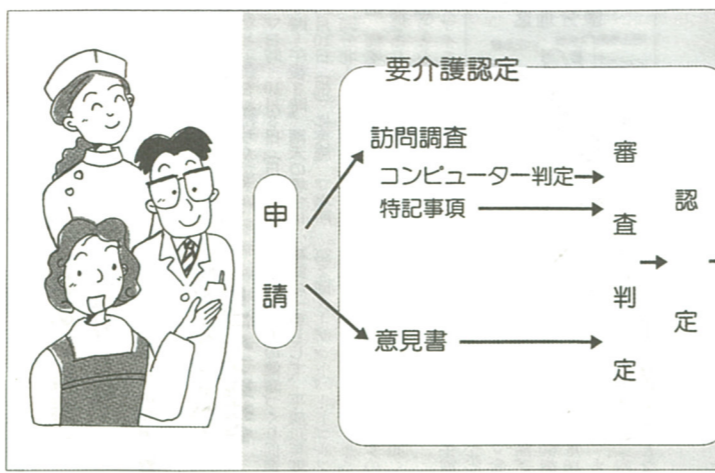 要介護認定
申請
訪問調査
コンピューター判定
特記事項
意見書
審査判定
認定